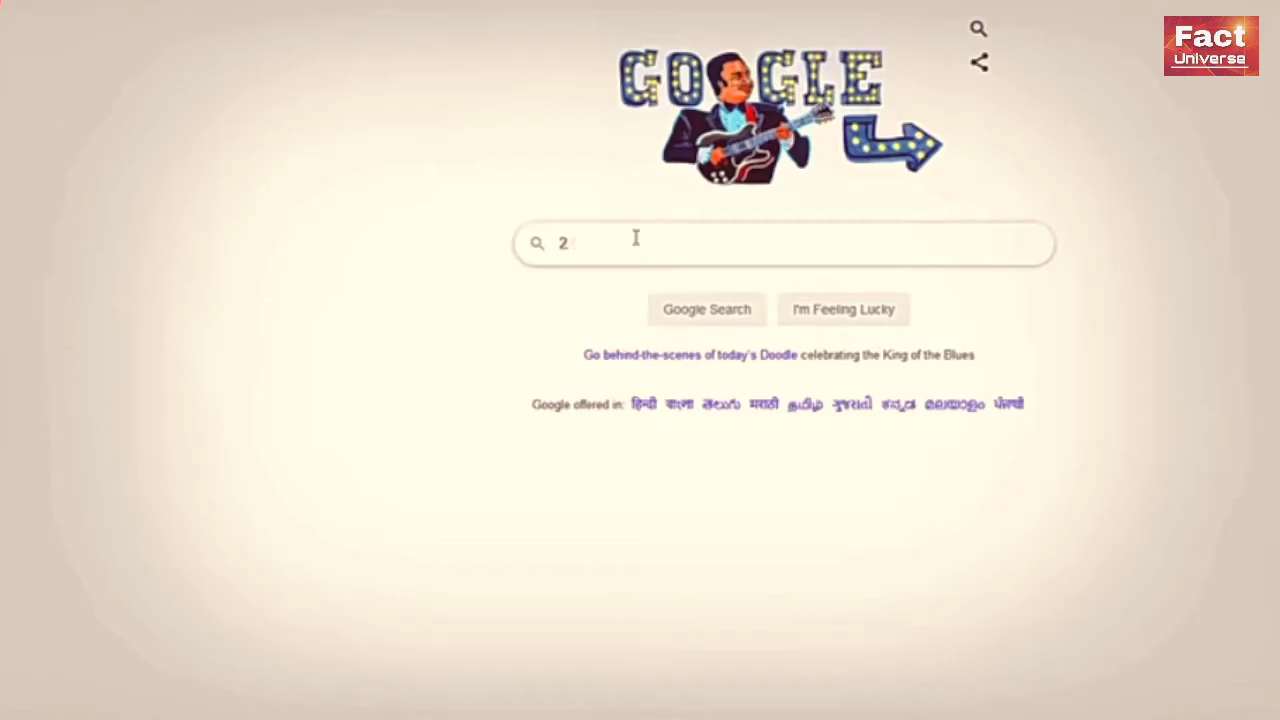 Fact
Universe
GOOGLE
2
Google Search
I'm Feeling Lucky
Go behind-the-scenes of today's Doodle celebrating the King of the Blues
Google offered in: हिन्दी বাংলা తెలుగు मराठी தமிழ் ગુજરાતી ಕನ್ನಡ മലയാളം ਪੰਜਾਬੀ